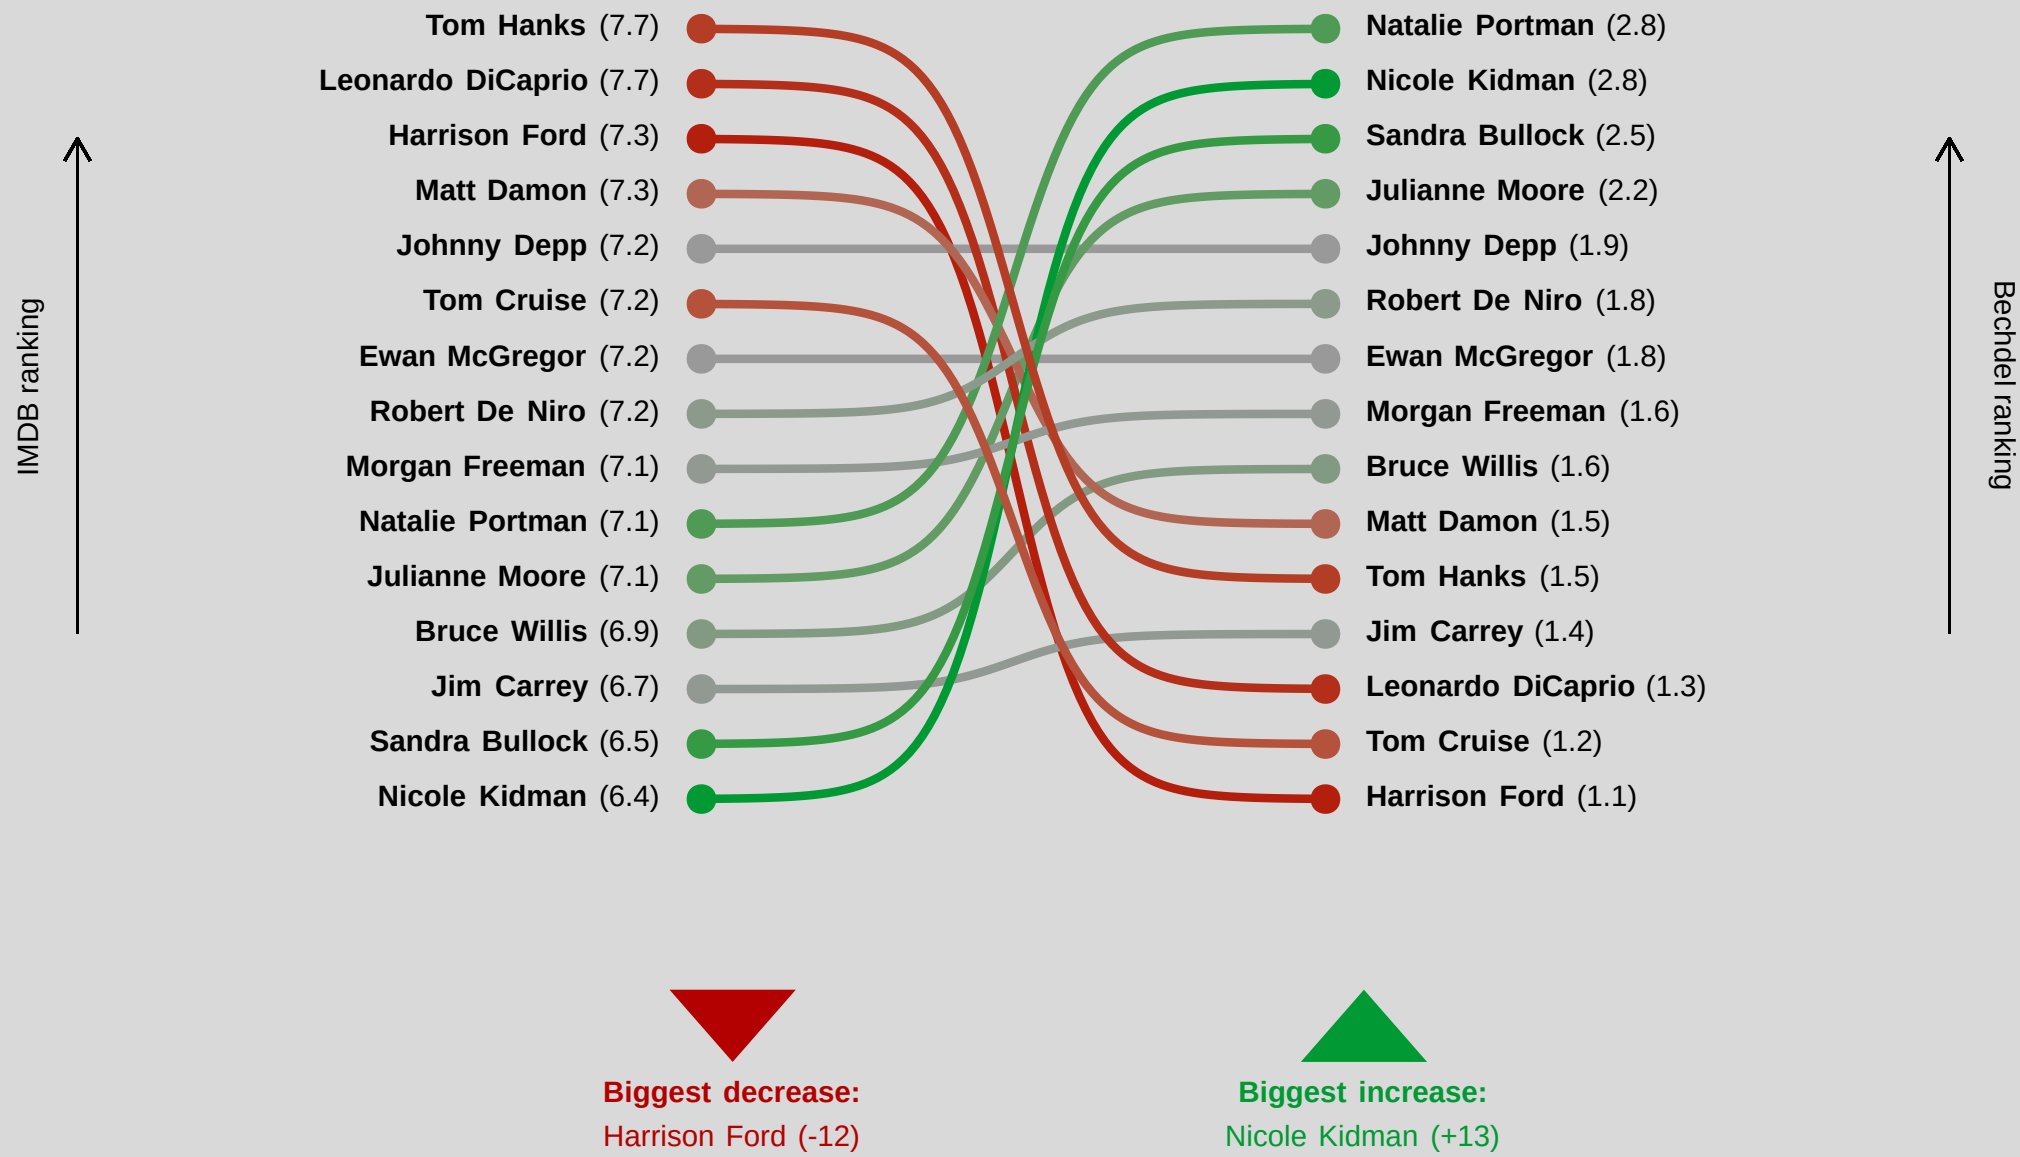 Tom Hanks (7.7)
Leonardo DiCaprio (7.7)
Harrison Ford (7.3)
Matt Damon (7.3)
Johnny Depp (7.2)
Tom Cruise (7.2)
Ewan McGregor (7.2)
Robert De Niro (7.2)
Morgan Freeman (7.1)
Natalie Portman (7.1)
Julianne Moore (7.1)
Bruce Willis (6.9)
Jim Carrey (6.7)
Sandra Bullock (6.5)
Nicole Kidman (6.4)
IMDB ranking
Natalie Portman (2.8)
Nicole Kidman (2.8)
Sandra Bullock (2.5)
Julianne Moore (2.2)
Johnny Depp (1.9)
Robert De Niro (1.8)
Ewan McGregor (1.8)
Morgan Freeman (1.6)
Bruce Willis (1.6)
Matt Damon (1.5)
Tom Hanks (1.5)
Jim Carrey (1.4)
Leonardo DiCaprio (1.3)
Tom Cruise (1.2)
Harrison Ford (1.1)
Bechdel ranking
Biggest decrease:
Harrison Ford (-12)
Biggest increase:
Nicole Kidman (+13)